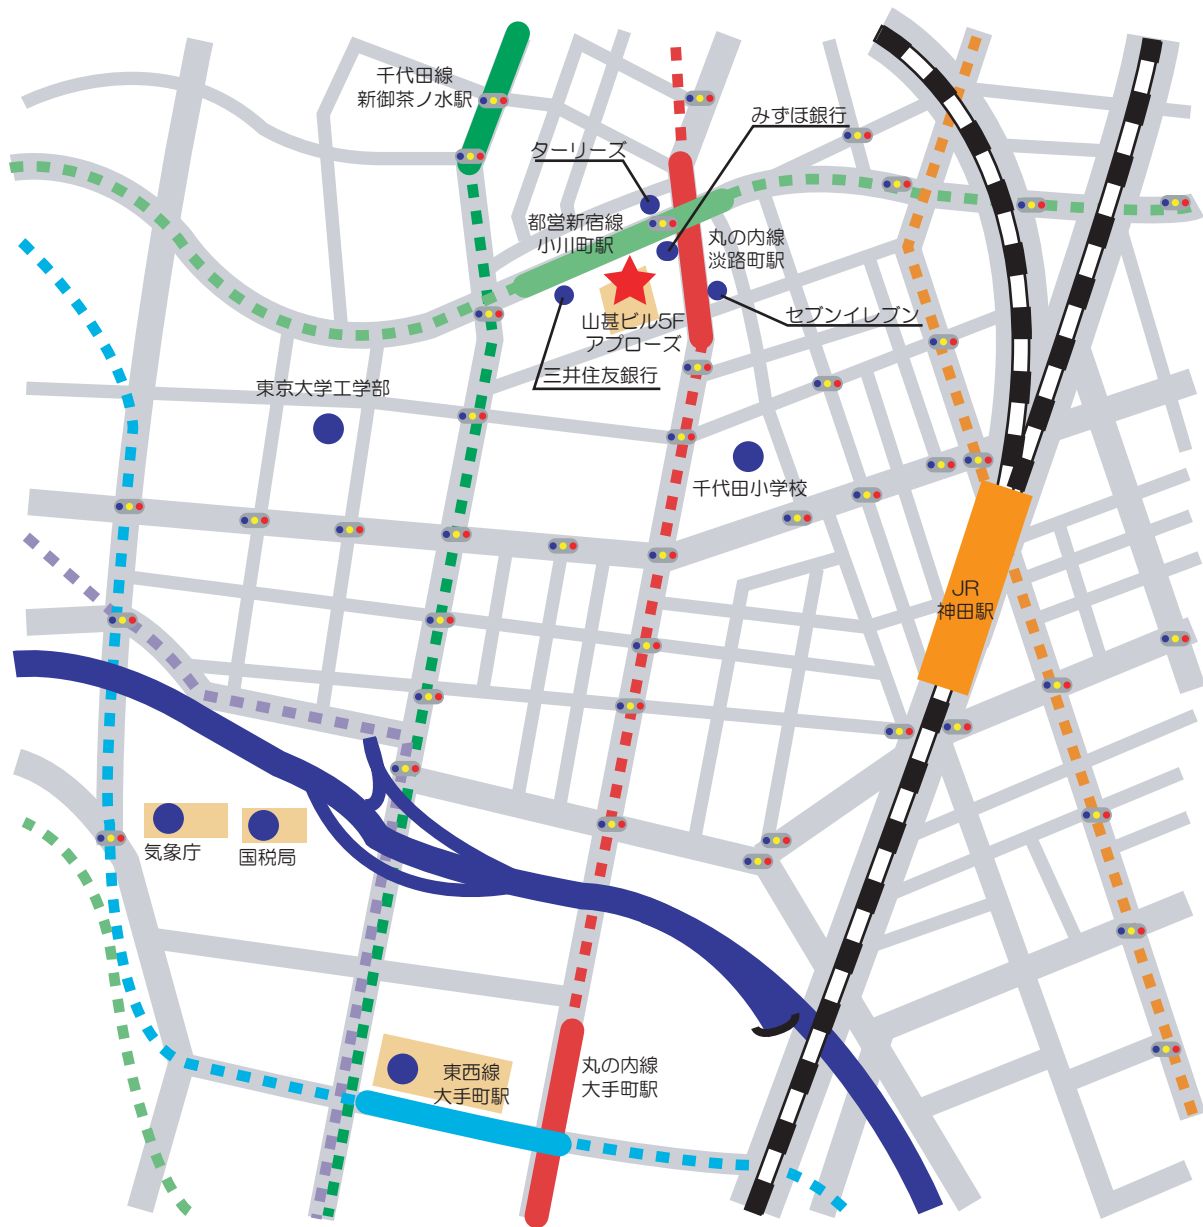 千代田線
新御茶ノ水駅
みずほ銀行
ターリーズ
都営新宿線
小川町駅
丸の内線
淡路町駅
セブンイレブン
山甚ビル5F
アプローズ
三井住友銀行
東京大学工学部
千代田小学校
JR
神田駅
気象庁
国税局
東西線
大手町駅
丸の内線
大手町駅